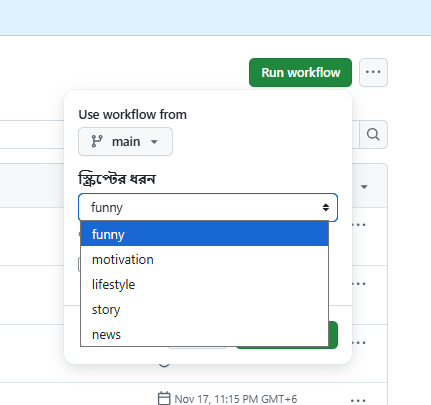 Run workflow
Use workflow from
main
স্ক্রিপ্টের ধরন
funny
funny
motivation
lifestyle
story
news
Nov 17, 11:15 PM GMT+6